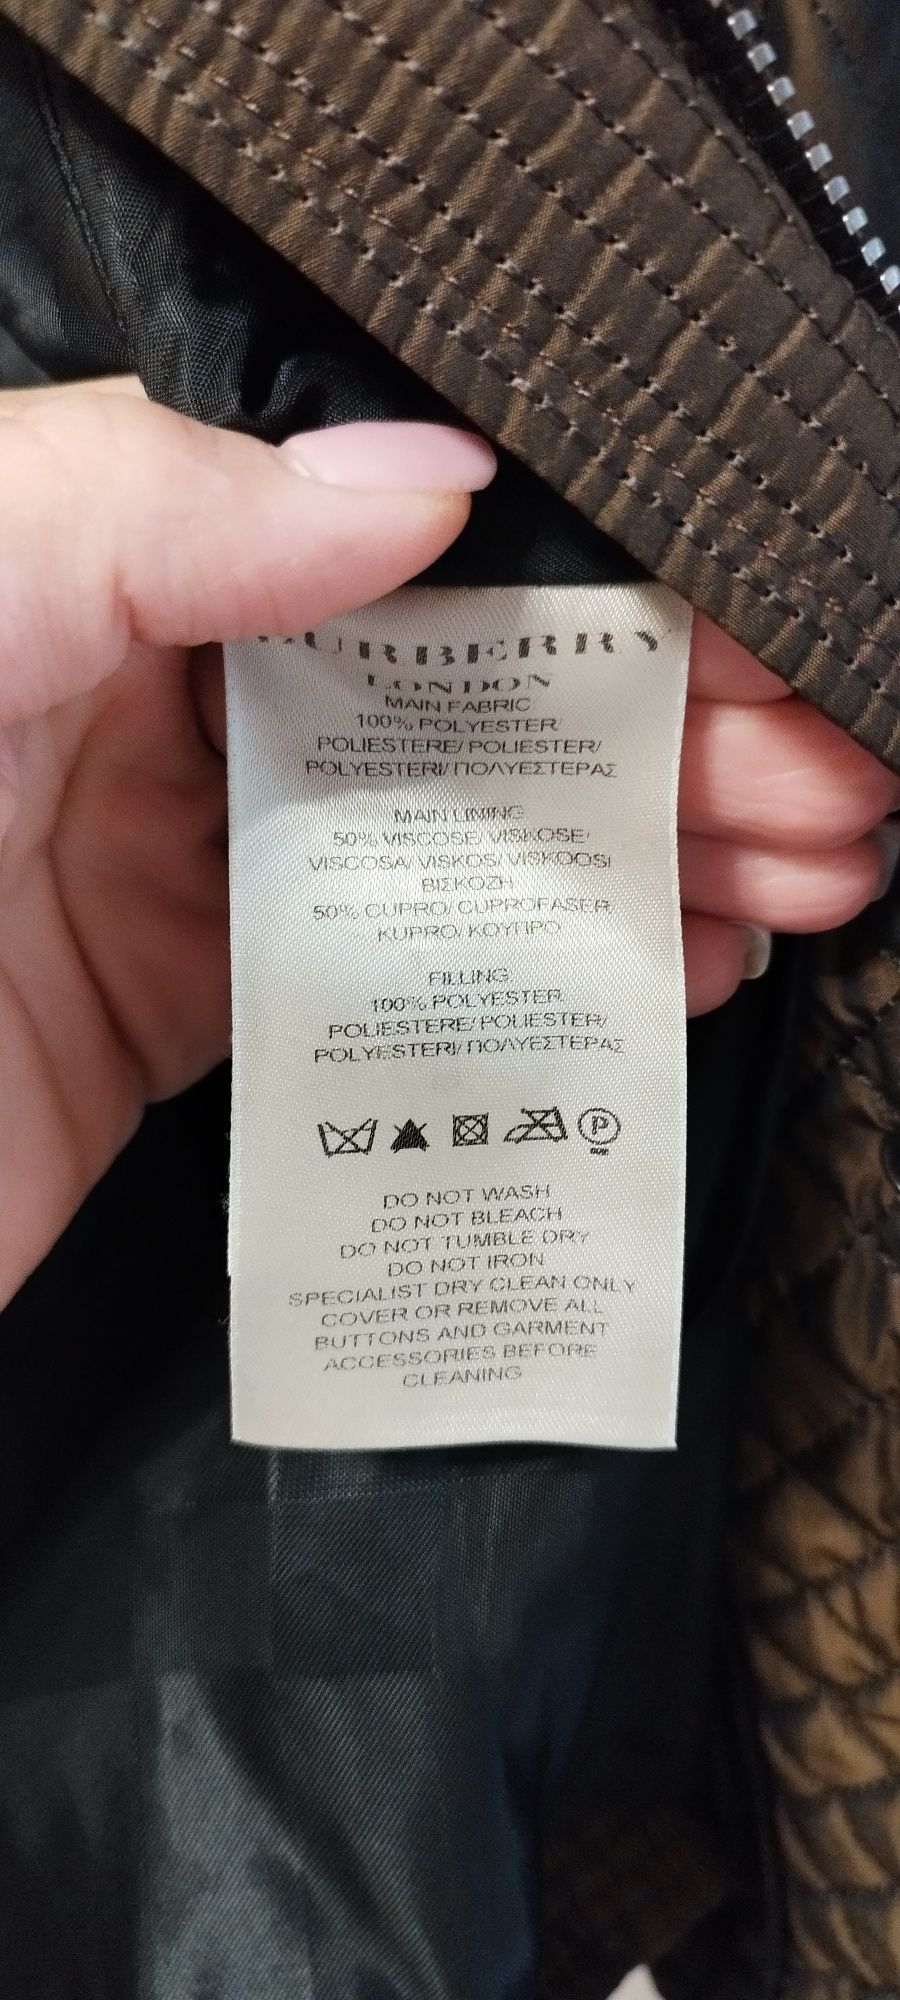 BURBERRY
LONDON
MAIN FABRIC
100% POLYESTER/
POLIESTERE/ POLIESTER/
POLYESTERI/ ΠΟΛΥΕΣΤΕΡΑΣ
MAIN LINING
50% VISCOSE/ VISKOSE/
VISCOSA/ VISKOS/ VISKOOSI
ΒΙΣΚΟΖΗ
50% CUPRO/ CUPROFASER
KUPRO/ ΚΟΥΠΡΟ
FILLING
100% POLYESTER
POLIESTERE/ POLIESTER/
POLYESTERI/ ΠΟΛΥΕΣΤΕΡΑΣ
P
DO NOT WASH
DO NOT BLEACH
DO NOT TUMBLE DRY
DO NOT IRON
SPECIALIST DRY CLEAN ONLY
COVER OR REMOVE ALL
BUTTONS AND GARMENT
ACCESSORIES BEFORE
CLEANING